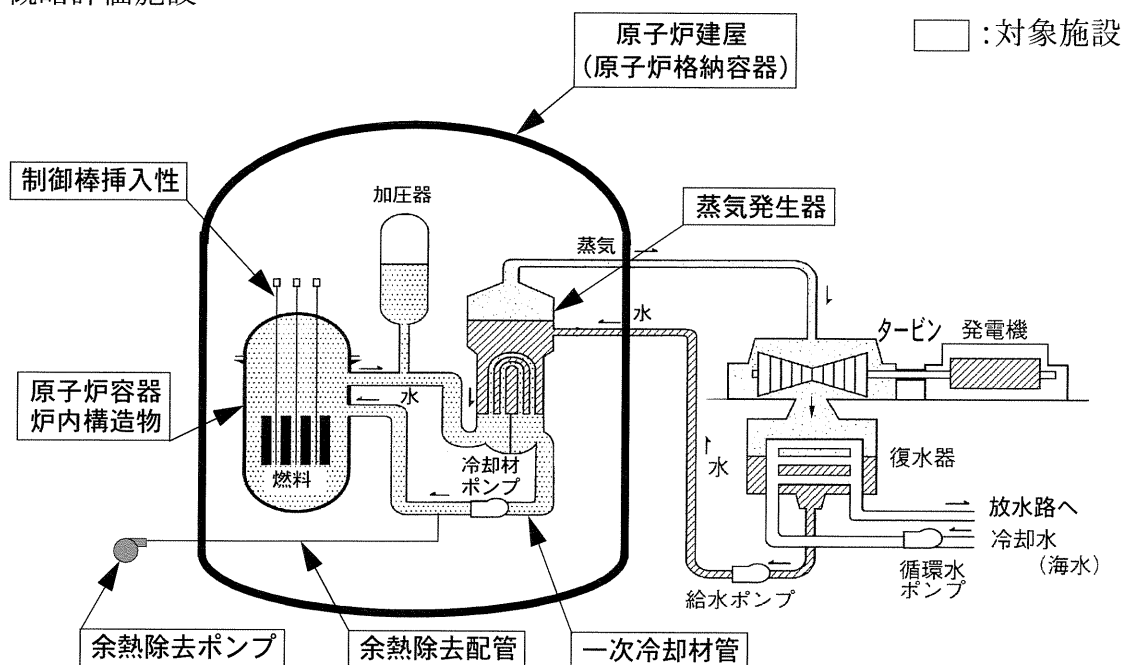 概略評価施設
原子炉建屋
(原子炉格納容器)
:対象施設
制御棒挿入性
加圧器
蒸気発生器
蒸気
水
タービン
発電機
原子炉容器
炉内構造物
水
燃料
冷却材
ポンプ
水
復水器
放水路へ
冷却水
(海水)
循環水
ポンプ
給水ポンプ
余熱除去ポンプ
余熱除去配管
一次冷却材管